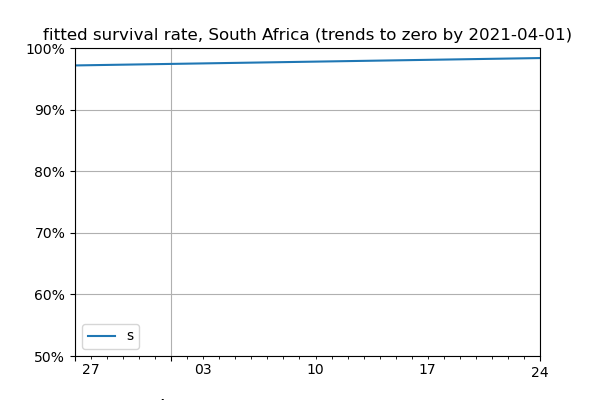 fitted survival rate, South Africa (trends to zero by 2021-04-01)
100%
90%
80%
70%
60%
50%
s
27 03 10 17 24